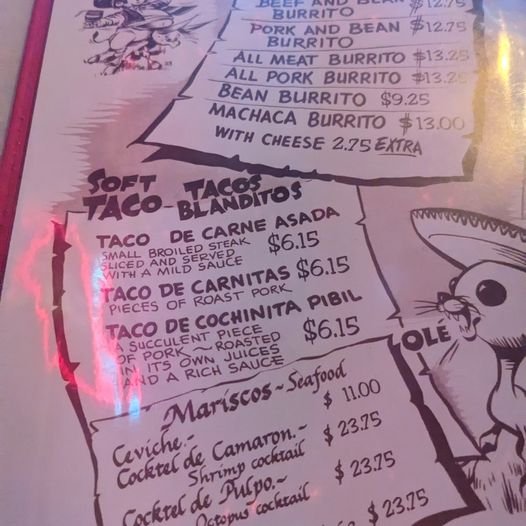 BEEF AND BEAN $12.75
BURRITO
PORK AND BEAN $12.75
BURRITO
ALL MEAT BURRITO $13.25
ALL PORK BURRITO $13.25
BEAN BURRITO $9.25
MACHACA BURRITO $13.00
WITH CHEESE 2.75 EXTRA
SOFT TACOS
TACO - BLANDITOS
TACO DE CARNE ASADA
SMALL BROILED STEAK $6.15
SLICED AND SERVED
WITH A MILD SAUCE
TACO DE CARNITAS $6.15
PIECES OF ROAST PORK
TACO DE COCHINITA PIBIL
A SUCCULENT PIECE $6.15
OF PORK ~ ROASTED
IN ITS OWN JUICES
AND A RICH SAUCE
OLÉ
Mariscos ~ Seafood
Ceviche.~ $ 11.00
Cocktel de Camaron.~ $ 23.75
Shrimp cocktail
Cocktel de Pulpo.~ $ 23.75
Octopus cocktail
$ 23.75